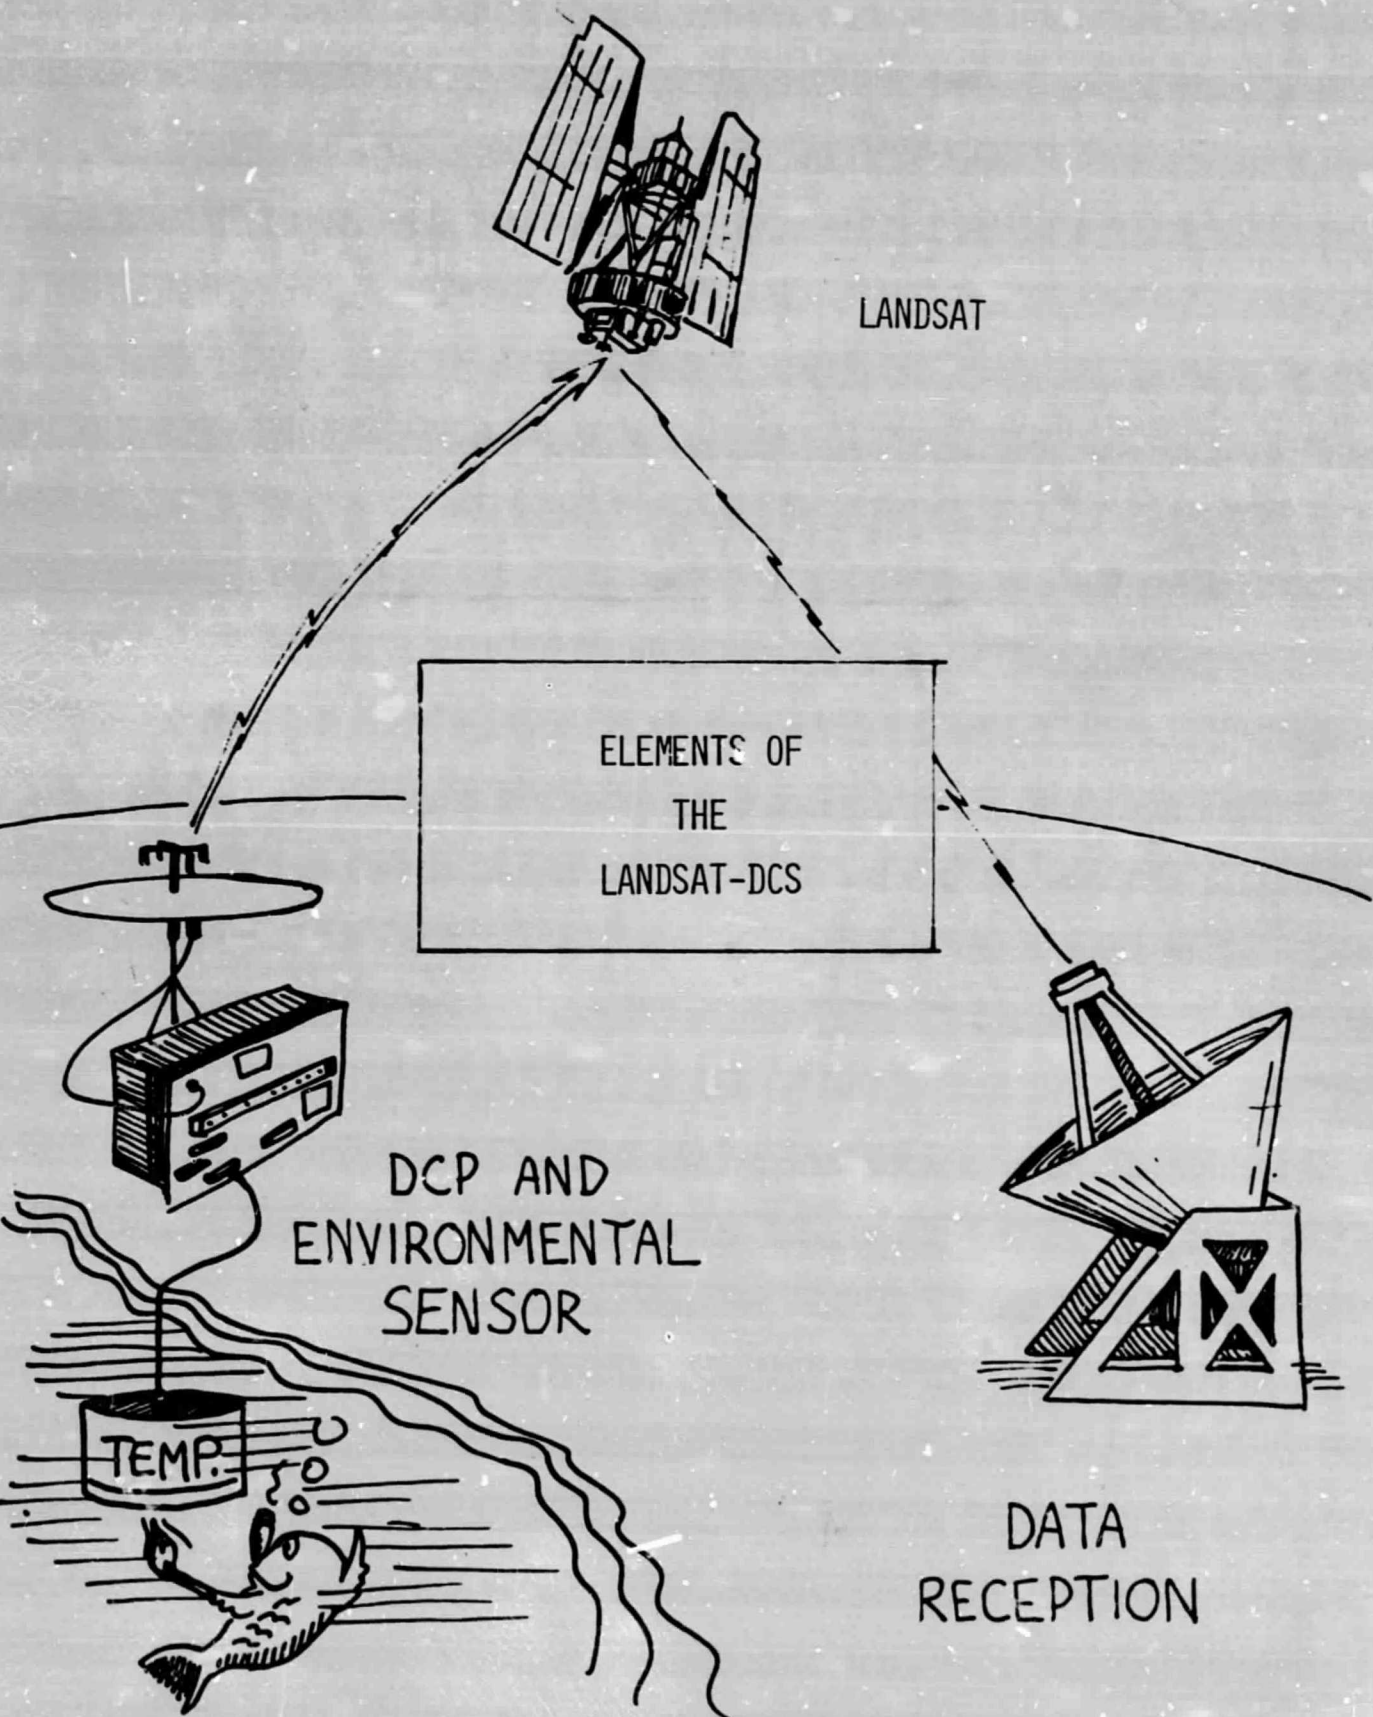 LANDSAT
ELEMENTS OF
THE
LANDSAT-DCS
DCP AND
ENVIRONMENTAL
SENSOR
TEMP.
DATA
RECEPTION